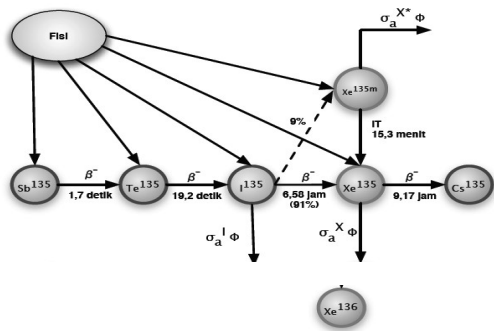 σₐˣ* Φ
Fisi
Xe¹³⁵ᵐ
9%
IT
15,3 menit
Sb¹³⁵
β⁻
1,7 detik
Te¹³⁵
β⁻
19,2 detik
I¹³⁵
β⁻
6,58 jam
(91%)
Xe¹³⁵
β⁻
9,17 jam
Cs¹³⁵
σₐᴵ Φ
σₐˣ Φ
Xe¹³⁶